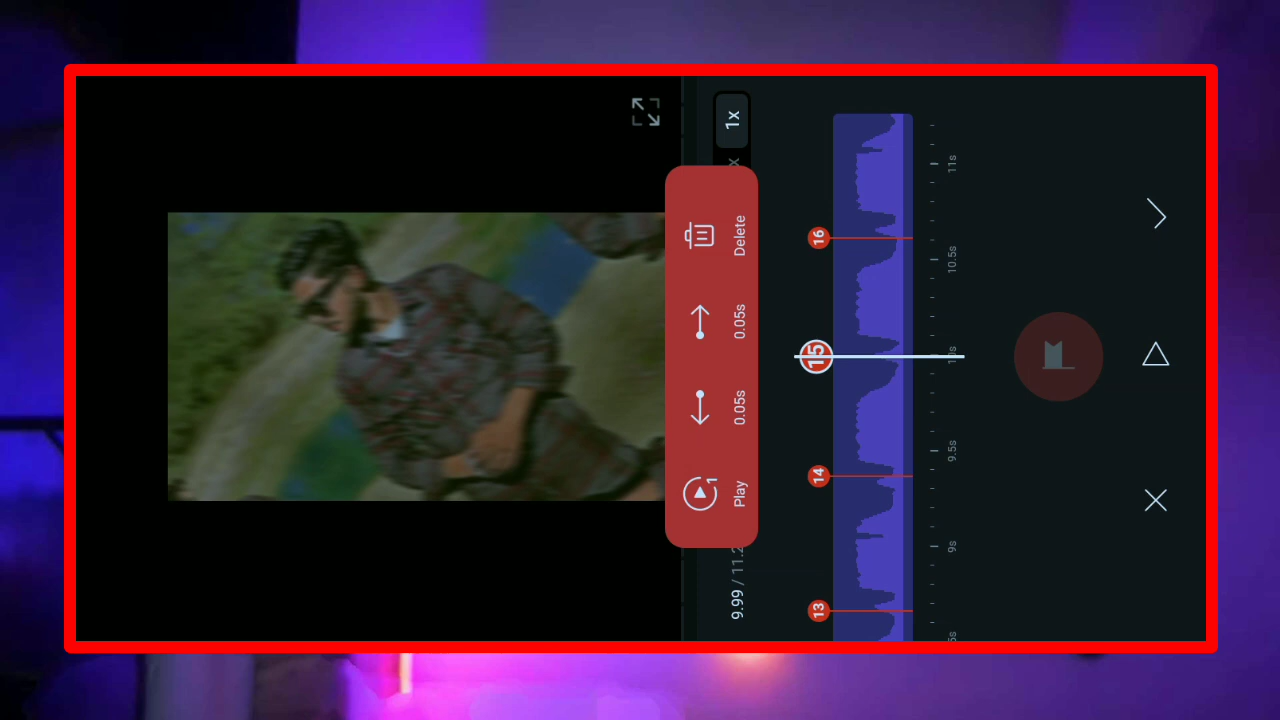 1x
x
Delete
0.05s
0.05s
1
Play
9.99 / 11.2
16
15
14
13
11s
10.5s
9.5s
9s